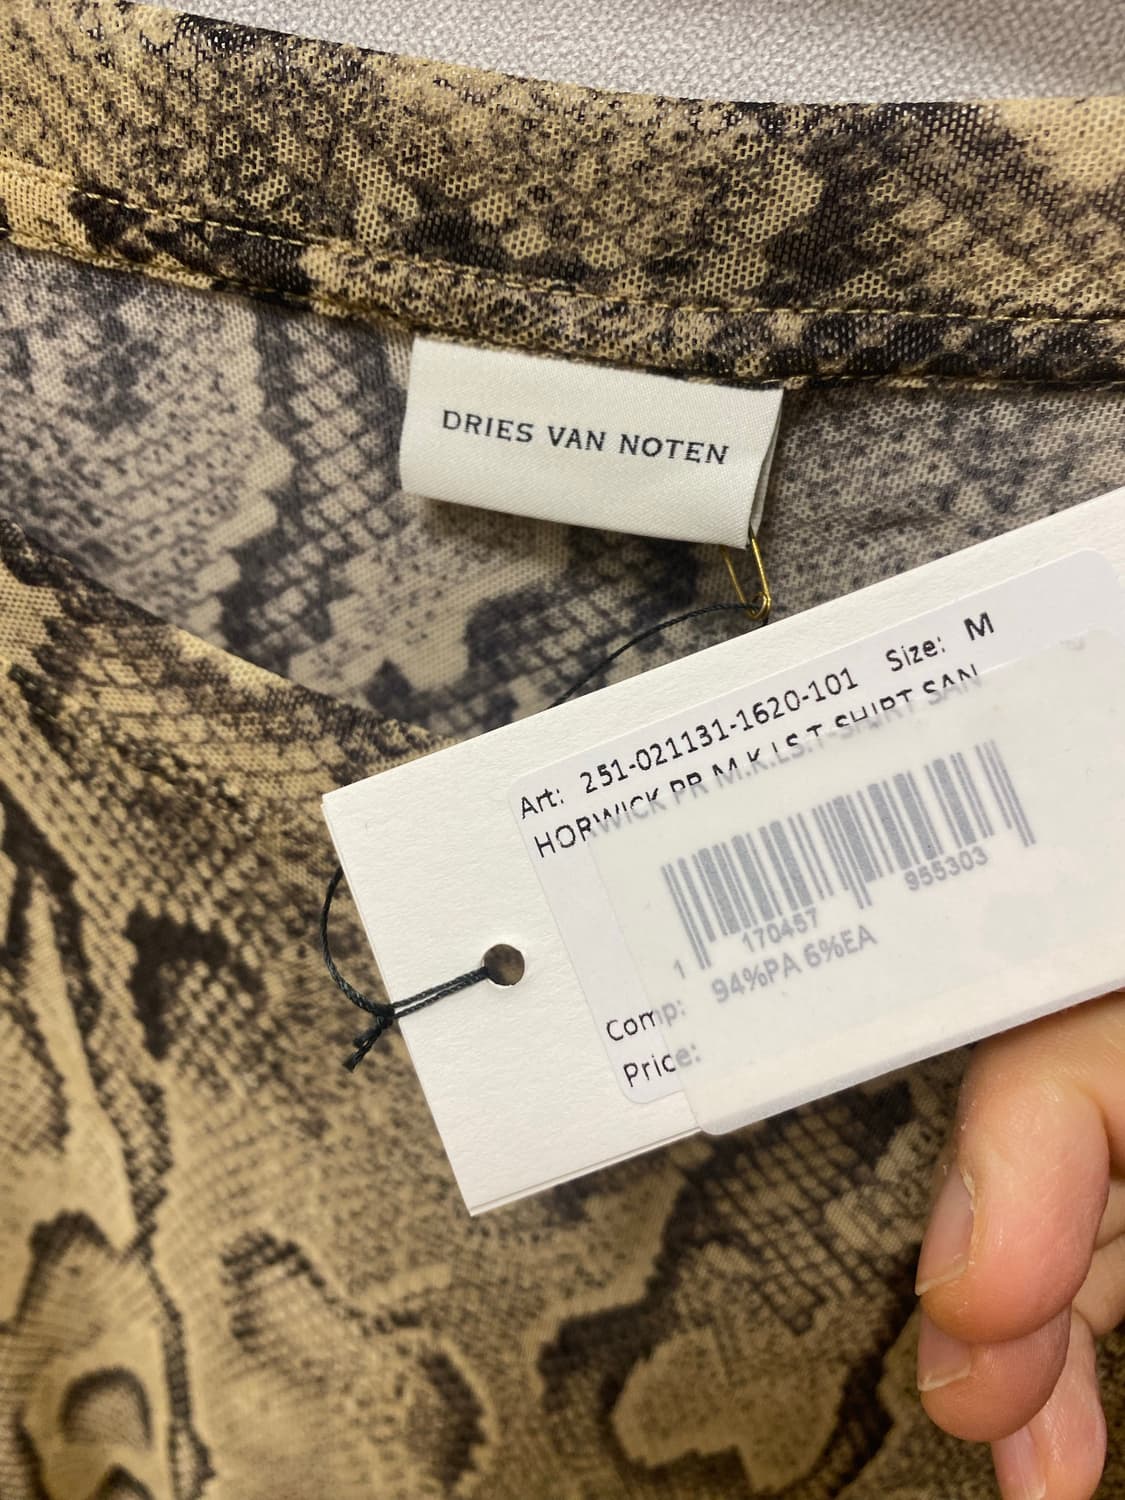 DRIES VAN NOTEN
Art: 251-021131-1620-101 Size: M
HORWICK PR M.K.LS.T-SHIRT SAN
1 170457 955303
Comp: 94%PA 6%EA
Price: